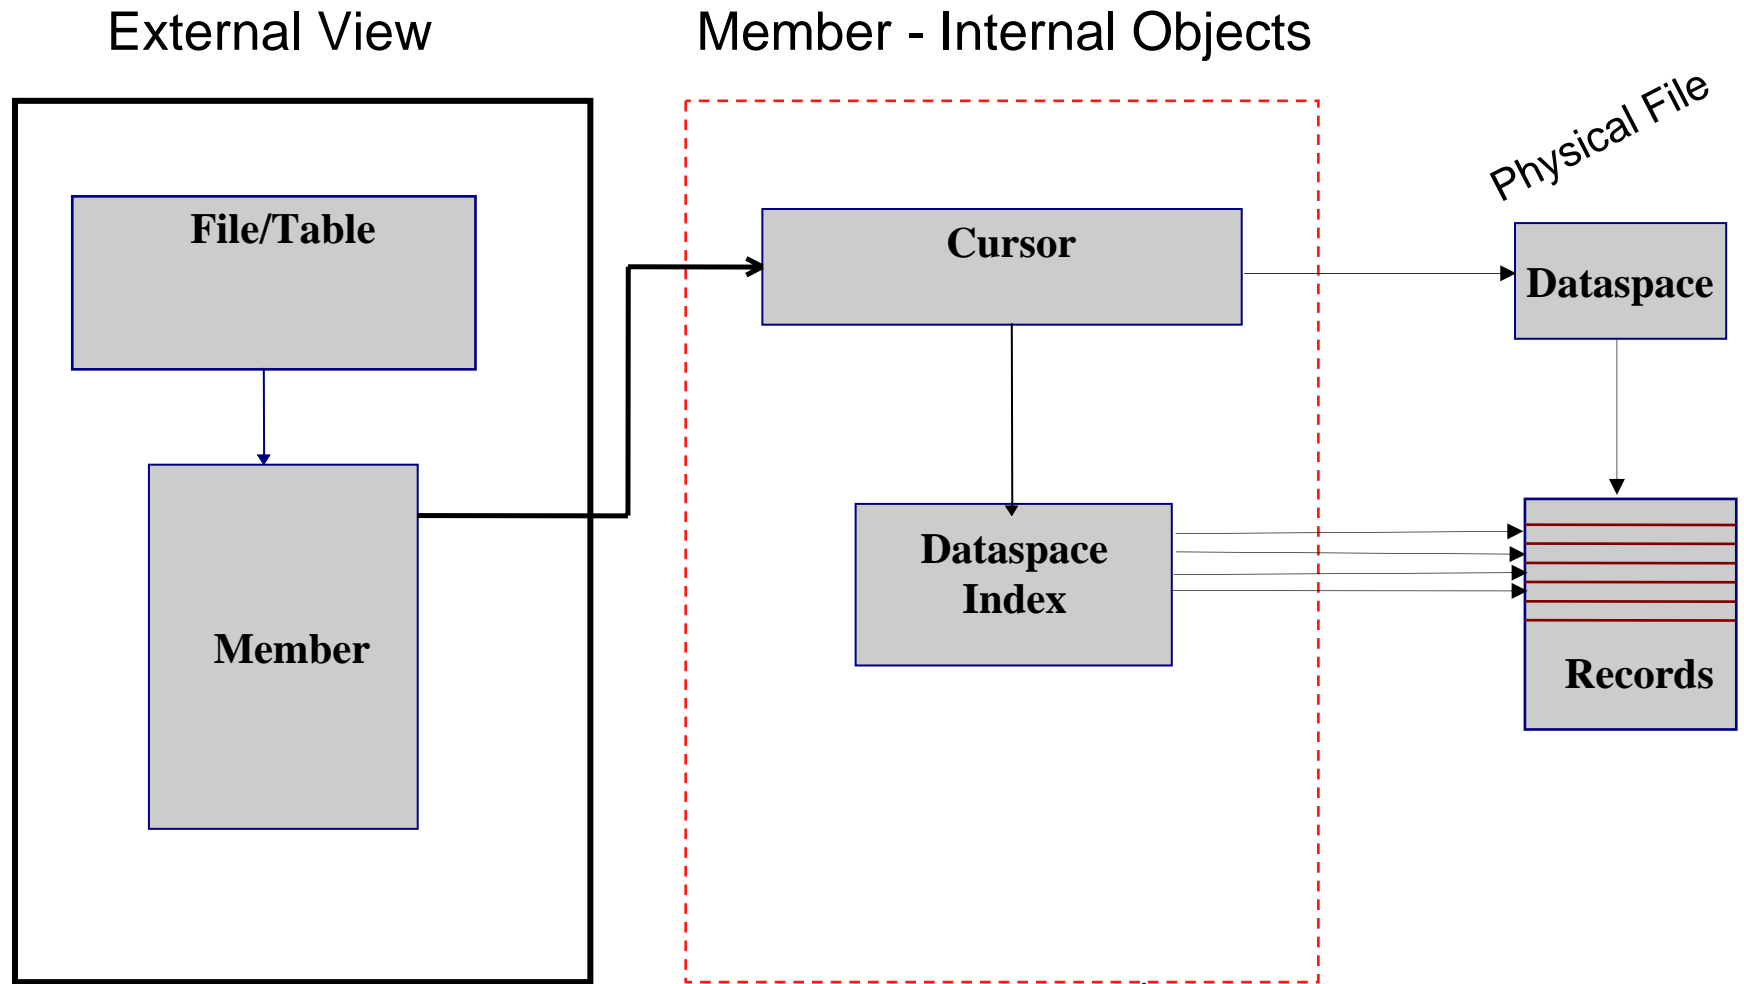 External View
Member - Internal Objects
Physical File
File/Table
Cursor
Dataspace
Member
Dataspace
Index
Records